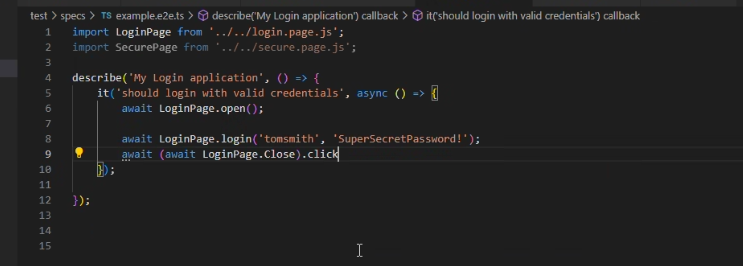 test > specs > TS example.e2e.ts > describe('My Login application') callback > it('should login with valid credentials') callback
1 import LoginPage from '../../login.page.js';
2 import SecurePage from '../../secure.page.js';
3
4 describe('My Login application', () => {
5 it('should login with valid credentials', async () => {
6 await LoginPage.open();
7
8 await LoginPage.login('tomsmith', 'SuperSecretPassword!');
9 await (await LoginPage.Close).click
10 });
11
12 });
13
14
15